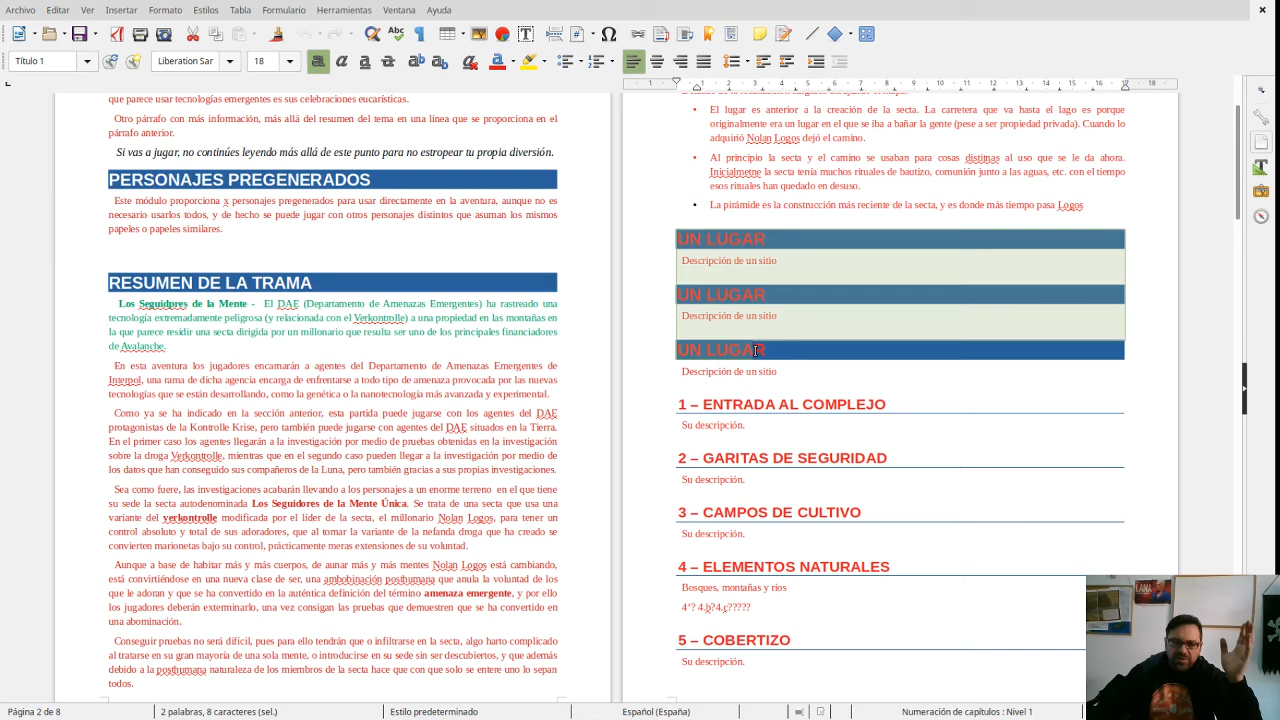 Archivo Editar Ver Insertar Formato Estilos Tabla Formulario Herramientas Ventana Ayuda
Título 1 Liberation Sar 18
1 1 2 3 4 5 6 7 8 9 10 11 12 13 14 15 16 17 18
que parece usar tecnologías emergentes es sus celebraciones eucarísticas.
Otro párrafo con más información, más allá del resumen del tema en una línea que se proporciona en el
párrafo anterior.
Si vas a jugar, no continúes leyendo más allá de este punto para no estropear tu propia diversión.
PERSONAJES PREGENERADOS
Este módulo proporciona x personajes pregenerados para usar directamente en la aventura, aunque no es
necesario usarlos todos, y de hecho se puede jugar con otros personajes distintos que asuman los mismos
papeles o papeles similares.
RESUMEN DE LA TRAMA
Los Seguidpres de la Mente - El DAE (Departamento de Amenazas Emergentes) ha rastreado una
tecnología extremadamente peligrosa (y relacionada con el Verkontrolle) a una propiedad en las montañas en
la que parece residir una secta dirigida por un millonario que resulta ser uno de los principales financiadores
de Avalanche.
En esta aventura los jugadores encarnarán a agentes del Departamento de Amenazas Emergentes de
Interpol, una rama de dicha agencia encarga de enfrentarse a todo tipo de amenaza provocada por las nuevas
tecnologías que se están desarrollando, como la genética o la nanotecnología más avanzada y experimental.
Como ya se ha indicado en la sección anterior, esta partida puede jugarse con los agentes del DAE
protagonistas de la Kontrolle Krise, pero también puede jugarse con agentes del DAE situados en la Tierra.
En el primer caso los agentes llegarán a la investigación por medio de pruebas obtenidas en la investigación
sobre la droga Verkontrolle, mientras que en el segundo caso pueden llegar a la investigación por medio de
los datos que han conseguido sus compañeros de la Luna, pero también gracias a sus propias investigaciones.
Sea como fuere, las investigaciones acabarán llevando a los personajes a un enorme terreno en el que tiene
su sede la secta autodenominada Los Seguidores de la Mente Única. Se trata de una secta que usa una
variante del verkontrolle modificada por el líder de la secta, el millonario Nolan Logos, para tener un
control absoluto y total de sus adoradores, que al tomar la variante de la nefanda droga que ha creado se
convierten marionetas bajo su control, prácticamente meras extensiones de su voluntad.
Aunque a base de habitar más y más cuerpos, de aunar más y más mentes Nolan Logos está cambiando,
está convirtiéndose en una nueva clase de ser, una ambobinación posthumana que anula la voluntad de los
que le adoran y que se ha convertido en la auténtica definición del término amenaza emergente, y por ello
los jugadores deberán exterminarlo, una vez consigan las pruebas que demuestren que se ha convertido en
una abominación.
Conseguir pruebas no será difícil, pues para ello tendrán que o infiltrarse en la secta, algo harto complicado
al tratarse en su gran mayoría de una sola mente, o introducirse en su sede sin ser descubiertos, y que además
debido a la posthumana naturaleza de los miembros de la secta hace que con que solo se entere uno lo sepan
todos.
• El lugar es anterior a la creación de la secta. La carretera que va hasta el lago es porque
originalmente era un lugar en el que se iba a bañar la gente (pese a ser propiedad privada). Cuando lo
adquirió Nolan Logos dejó el camino.
• Al principio la secta y el camino se usaban para cosas distinas al uso que se le da ahora.
Inicialmetne la secta tenía muchos rituales de bautizo, comunión junto a las aguas, etc. con el tiempo
esos rituales han quedado en desuso.
• La pirámide es la construcción más reciente de la secta, y es donde más tiempo pasa Logos
UN LUGAR
Descripción de un sitio
UN LUGAR
Descripción de un sitio
UN LUGAR
Descripción de un sitio
1 – ENTRADA AL COMPLEJO
Su descripción.
2 – GARITAS DE SEGURIDAD
Su descripción.
3 – CAMPOS DE CULTIVO
Su descripción.
4 – ELEMENTOS NATURALES
Bosques, montañas y ríos
4ª? 4.b?4.c?????
5 – COBERTIZO
Su descripción.
LANA
Página 2 de 8 2 palabras, 8 caracteres (sel.) Estilo predeterminado Español (España) Numeración de capítulos : Nivel 1